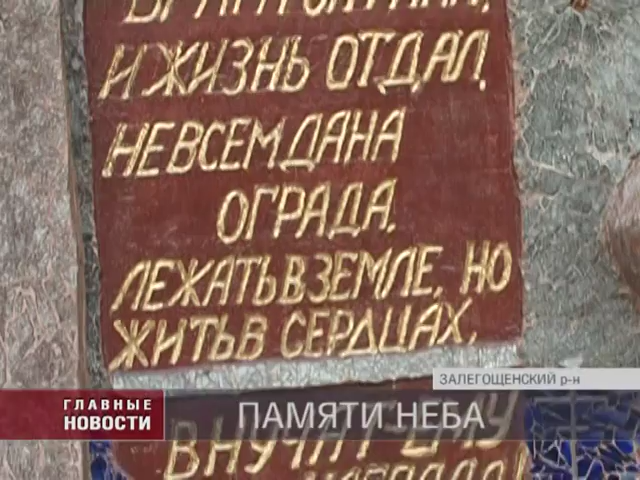 И ЖИЗНЬ ОТДАЛ,
НЕ ВСЕМ ДАНА
ОГРАДА.
ЛЕЖАТЬ В ЗЕМЛЕ, НО
ЖИТЬ В СЕРДЦАХ,
ЗАЛЕГОЩЕНСКИЙ р-н
ГЛАВНЫЕ
НОВОСТИ
ПАМЯТИ НЕБА